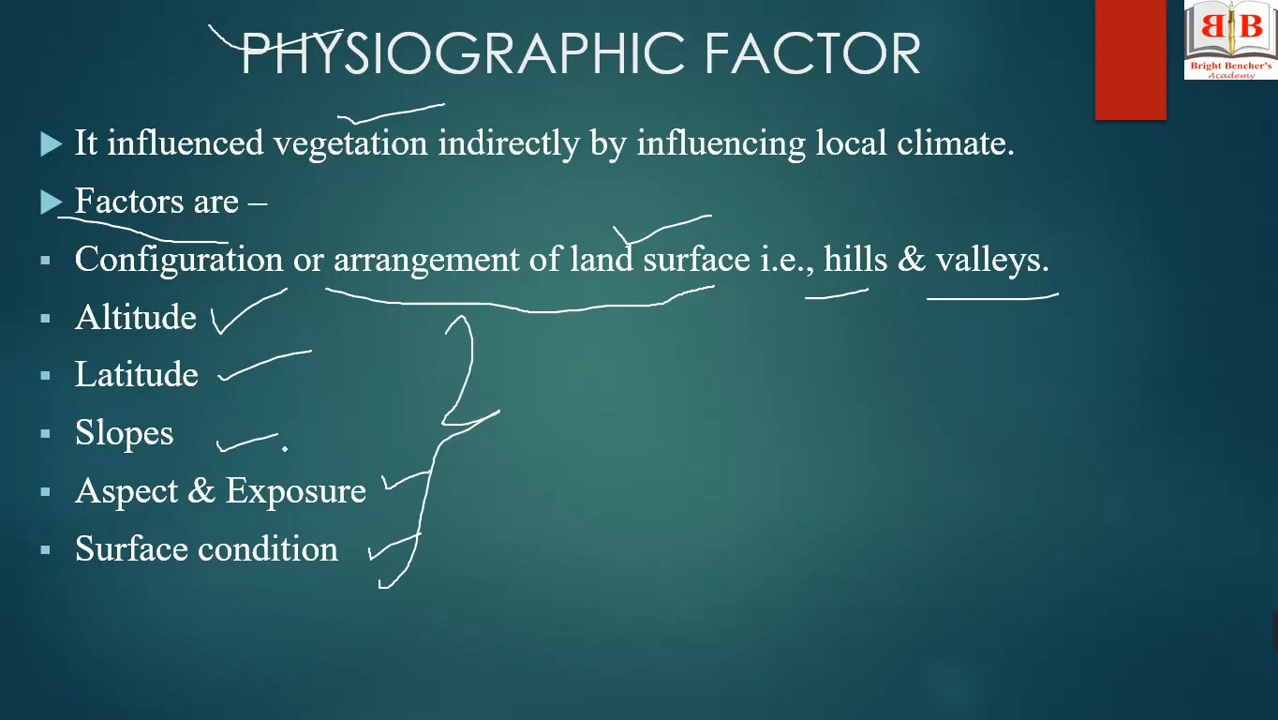 PHYSIOGRAPHIC FACTOR
BB
Bright Bencher's
Academy
It influenced vegetation indirectly by influencing local climate.
Factors are –
Configuration or arrangement of land surface i.e., hills & valleys.
Altitude
Latitude
Slopes
Aspect & Exposure
Surface condition